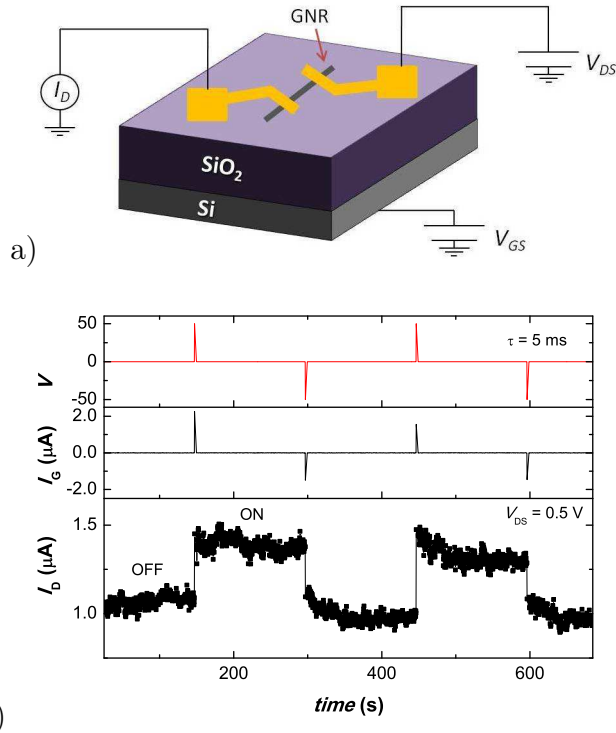 GNR
V_DS
I_D
SiO₂
Si
V_GS
a)
50
τ = 5 ms
0
V
-50
2.0
I_G (μA)
0.0
-2.0
ON
V_DS = 0.5 V
1.5
I_D (μA)
OFF
1.0
200 400 600
time (s)
)